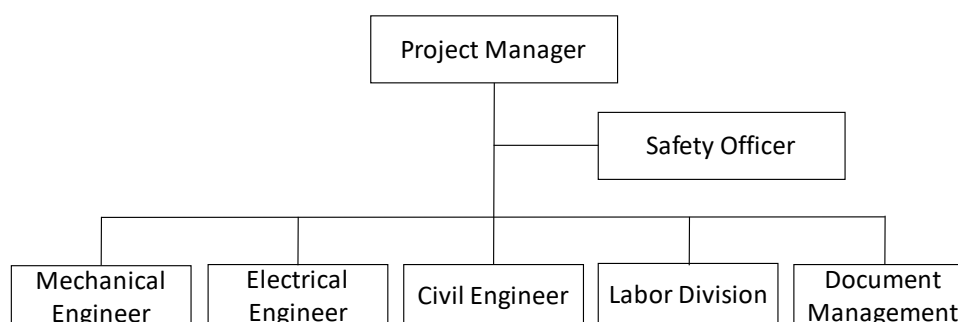 Project Manager
Safety Officer
Mechanical
Engineer
Electrical
Engineer
Civil Engineer
Labor Division
Document
Management